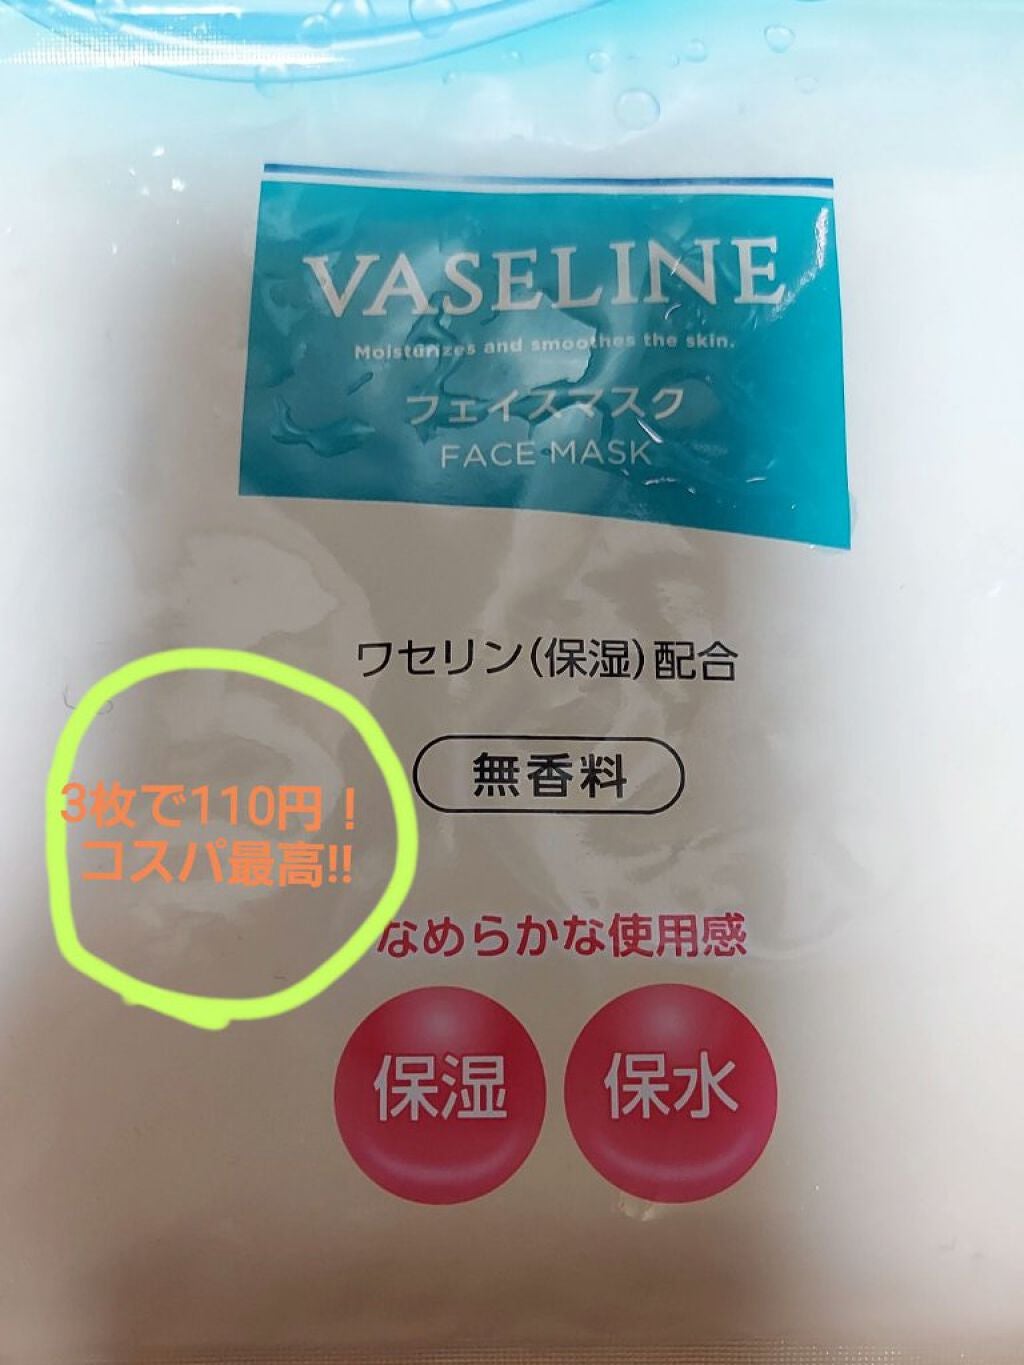 VASELINE
Moisturizes and smoothes the skin.
フェイスマスク
FACE MASK
ワセリン(保湿)配合
無香料
3枚で110円！
コスパ最高!!
なめらかな使用感
保湿
保水